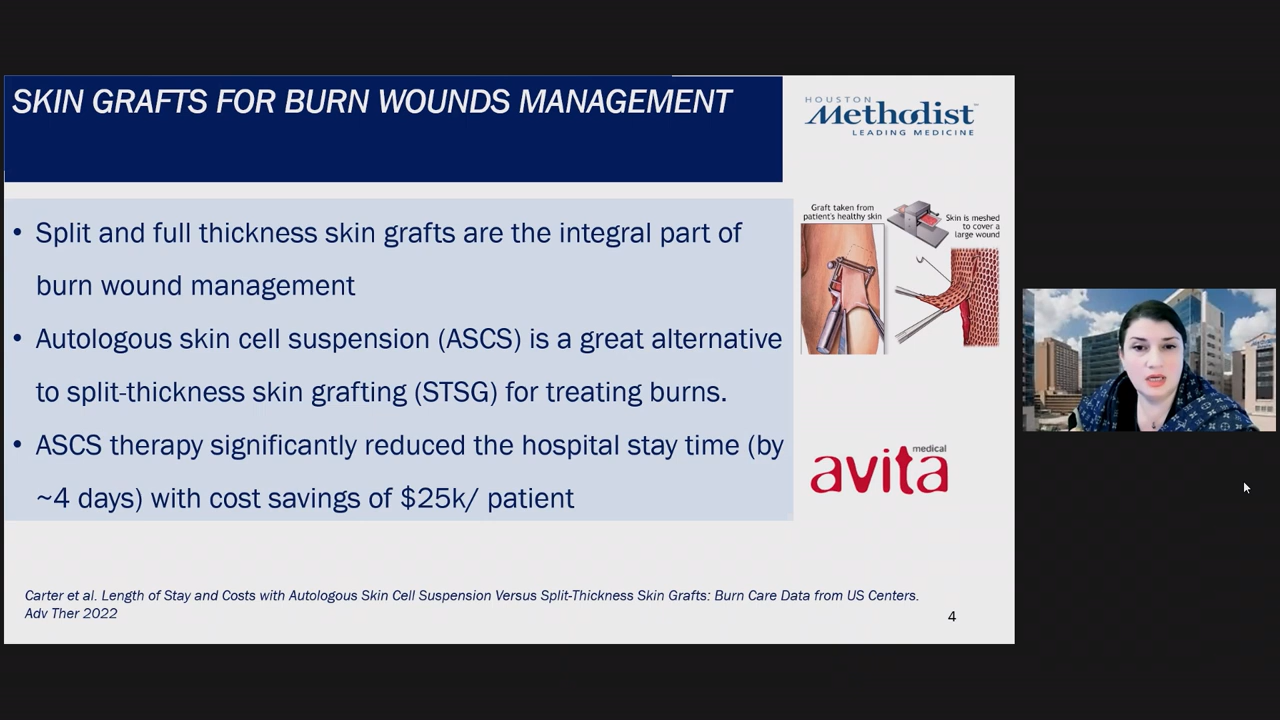 SKIN GRAFTS FOR BURN WOUNDS MANAGEMENT
HOUSTON
Methodist
LEADING MEDICINE
• Split and full thickness skin grafts are the integral part of
burn wound management
• Autologous skin cell suspension (ASCS) is a great alternative
to split-thickness skin grafting (STSG) for treating burns.
• ASCS therapy significantly reduced the hospital stay time (by
~4 days) with cost savings of $25k/ patient
Graft taken from
patient's healthy skin
Skin is meshed
to cover a
large wound
medical
avita
Carter et al. Length of Stay and Costs with Autologous Skin Cell Suspension Versus Split-Thickness Skin Grafts: Burn Care Data from US Centers.
Adv Ther 2022
4